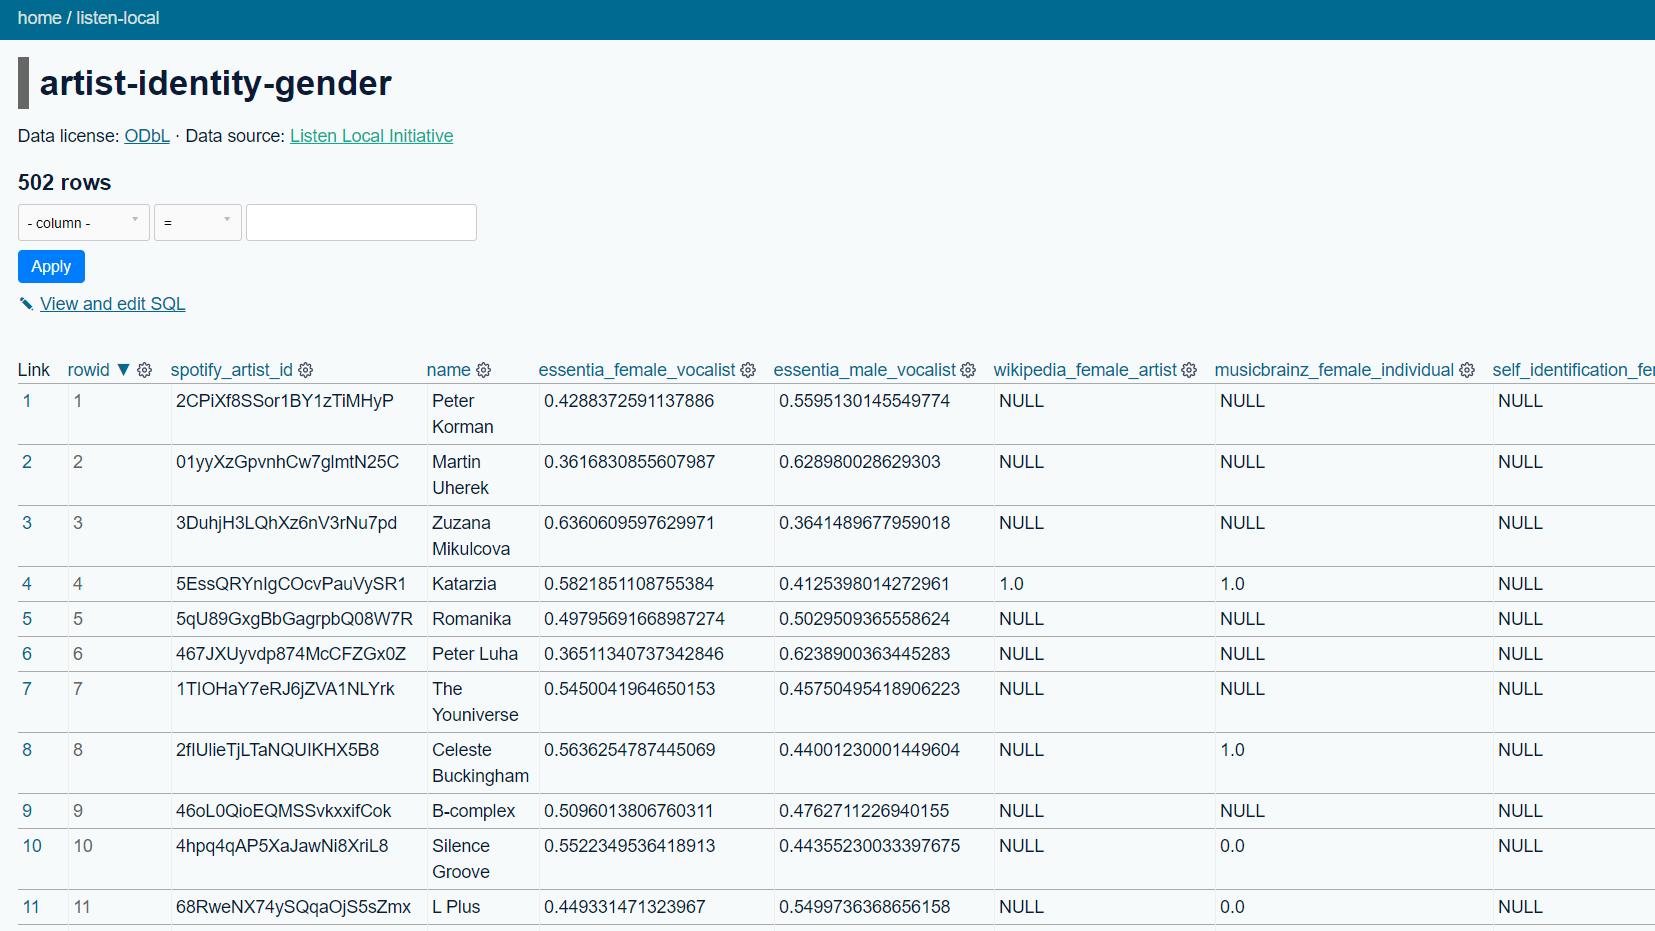 home / listen-local
artist-identity-gender
Data license: ODbL · Data source: Listen Local Initiative
502 rows
- column - =
Apply
View and edit SQL
Link rowid ▼ spotify_artist_id name essentia_female_vocalist essentia_male_vocalist wikipedia_female_artist musicbrainz_female_individual self_identification_fe
1 1 2CPiXf8SSor1BY1zTiMHyP Peter 0.4288372591137886 0.5595130145549774 NULL NULL NULL
Korman
2 2 01yyXzGpvnhCw7glmtN25C Martin 0.3616830855607987 0.628980028629303 NULL NULL NULL
Uherek
3 3 3DuhjH3LQhXz6nV3rNu7pd Zuzana 0.6360609597629971 0.3641489677959018 NULL NULL NULL
Mikulcova
4 4 5EssQRYnIgCOcvPauVySR1 Katarzia 0.5821851108755384 0.4125398014272961 1.0 1.0 NULL
5 5 5qU89GxgBbGagrpbQ08W7R Romanika 0.49795691668987274 0.5029509365558624 NULL NULL NULL
6 6 467JXUyvdp874McCFZGx0Z Peter Luha 0.36511340737342846 0.6238900363445283 NULL NULL NULL
7 7 1TIOHaY7eRJ6jZVA1NLYrk The 0.5450041964650153 0.45750495418906223 NULL NULL NULL
Youniverse
8 8 2fIUlieTjLTaNQUIKHX5B8 Celeste 0.5636254787445069 0.44001230001449604 NULL 1.0 NULL
Buckingham
9 9 46oL0QioEQMSSvkxxifCok B-complex 0.5096013806760311 0.4762711226940155 NULL NULL NULL
10 10 4hpq4qAP5XaJawNi8XriL8 Silence 0.5522349536418913 0.44355230033397675 NULL 0.0 NULL
Groove
11 11 68RweNX74ySQqaOjS5sZmx L Plus 0.449331471323967 0.5499736368656158 NULL 0.0 NULL